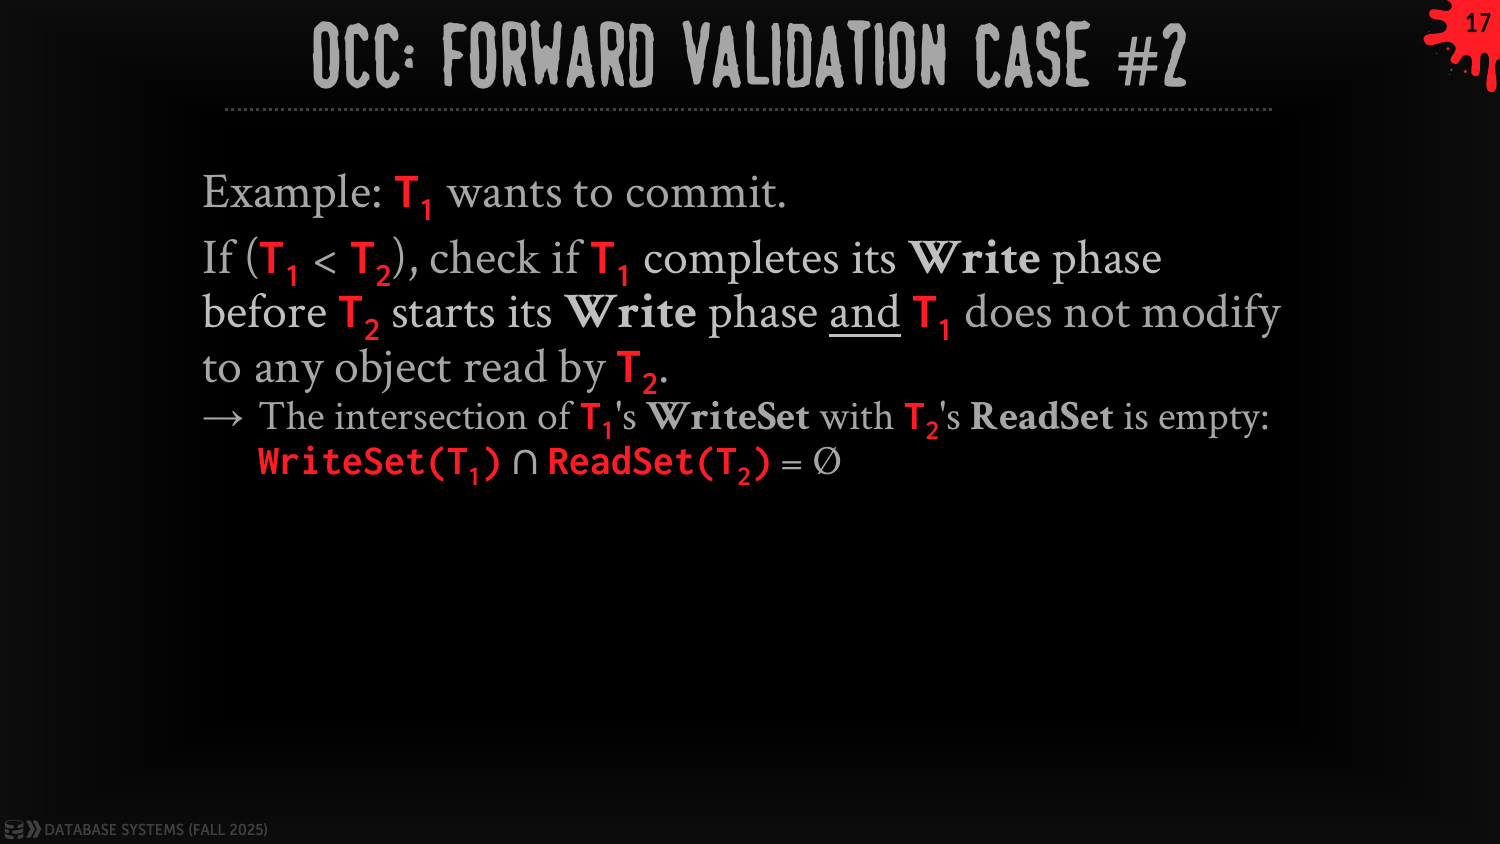 OCC: FORWARD VALIDATION CASE #2
17
Example: T1 wants to commit.
If (T1 < T2), check if T1 completes its Write phase
before T2 starts its Write phase and T1 does not modify
to any object read by T2.
→ The intersection of T1's WriteSet with T2's ReadSet is empty:
WriteSet(T1) ∩ ReadSet(T2) = Ø
DATABASE SYSTEMS (FALL 2025)